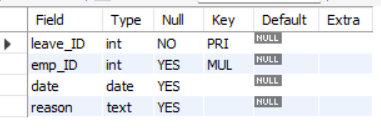 Field Type Null Key Default Extra
leave_ID int NO PRI NULL
emp_ID int YES MUL NULL
date date YES NULL
reason text YES NULL